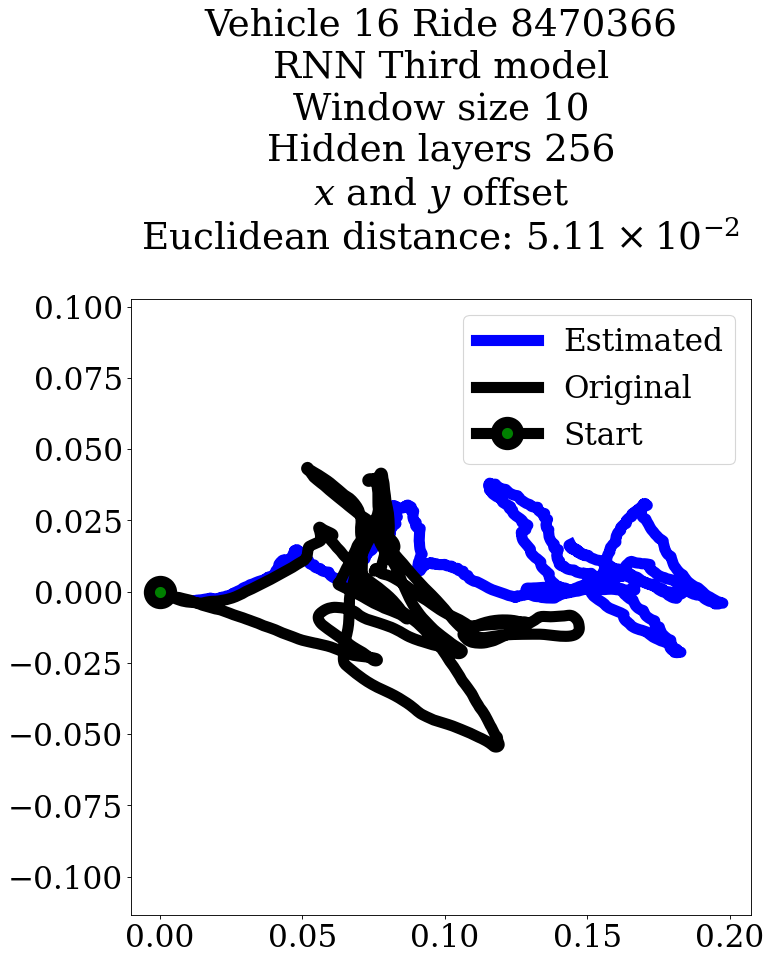 Vehicle 16 Ride 8470366
RNN Third model
Window size 10
Hidden layers 256
x and y offset
Euclidean distance: 5.11 × 10⁻²
Estimated
Original
Start
0.100
0.075
0.050
0.025
0.000
−0.025
−0.050
−0.075
−0.100
0.00 0.05 0.10 0.15 0.20